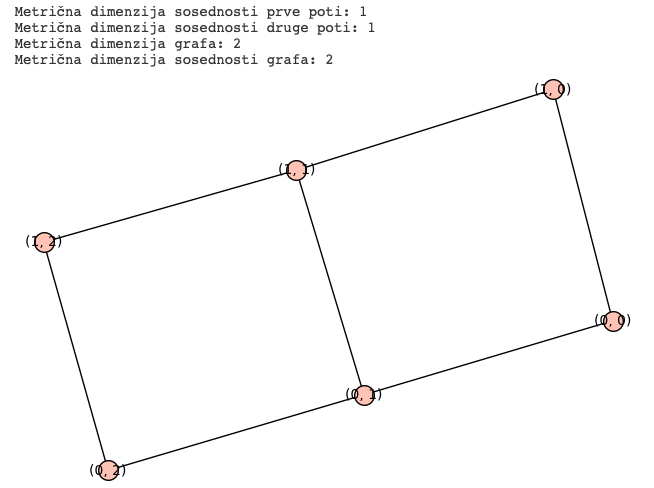 Metrična dimenzija sosednosti prve poti: 1
Metrična dimenzija sosednosti druge poti: 1
Metrična dimenzija grafa: 2
Metrična dimenzija sosednosti grafa: 2
(1, 0)
(1, 1)
(1, 2)
(0, 0)
(0, 1)
(0, 2)